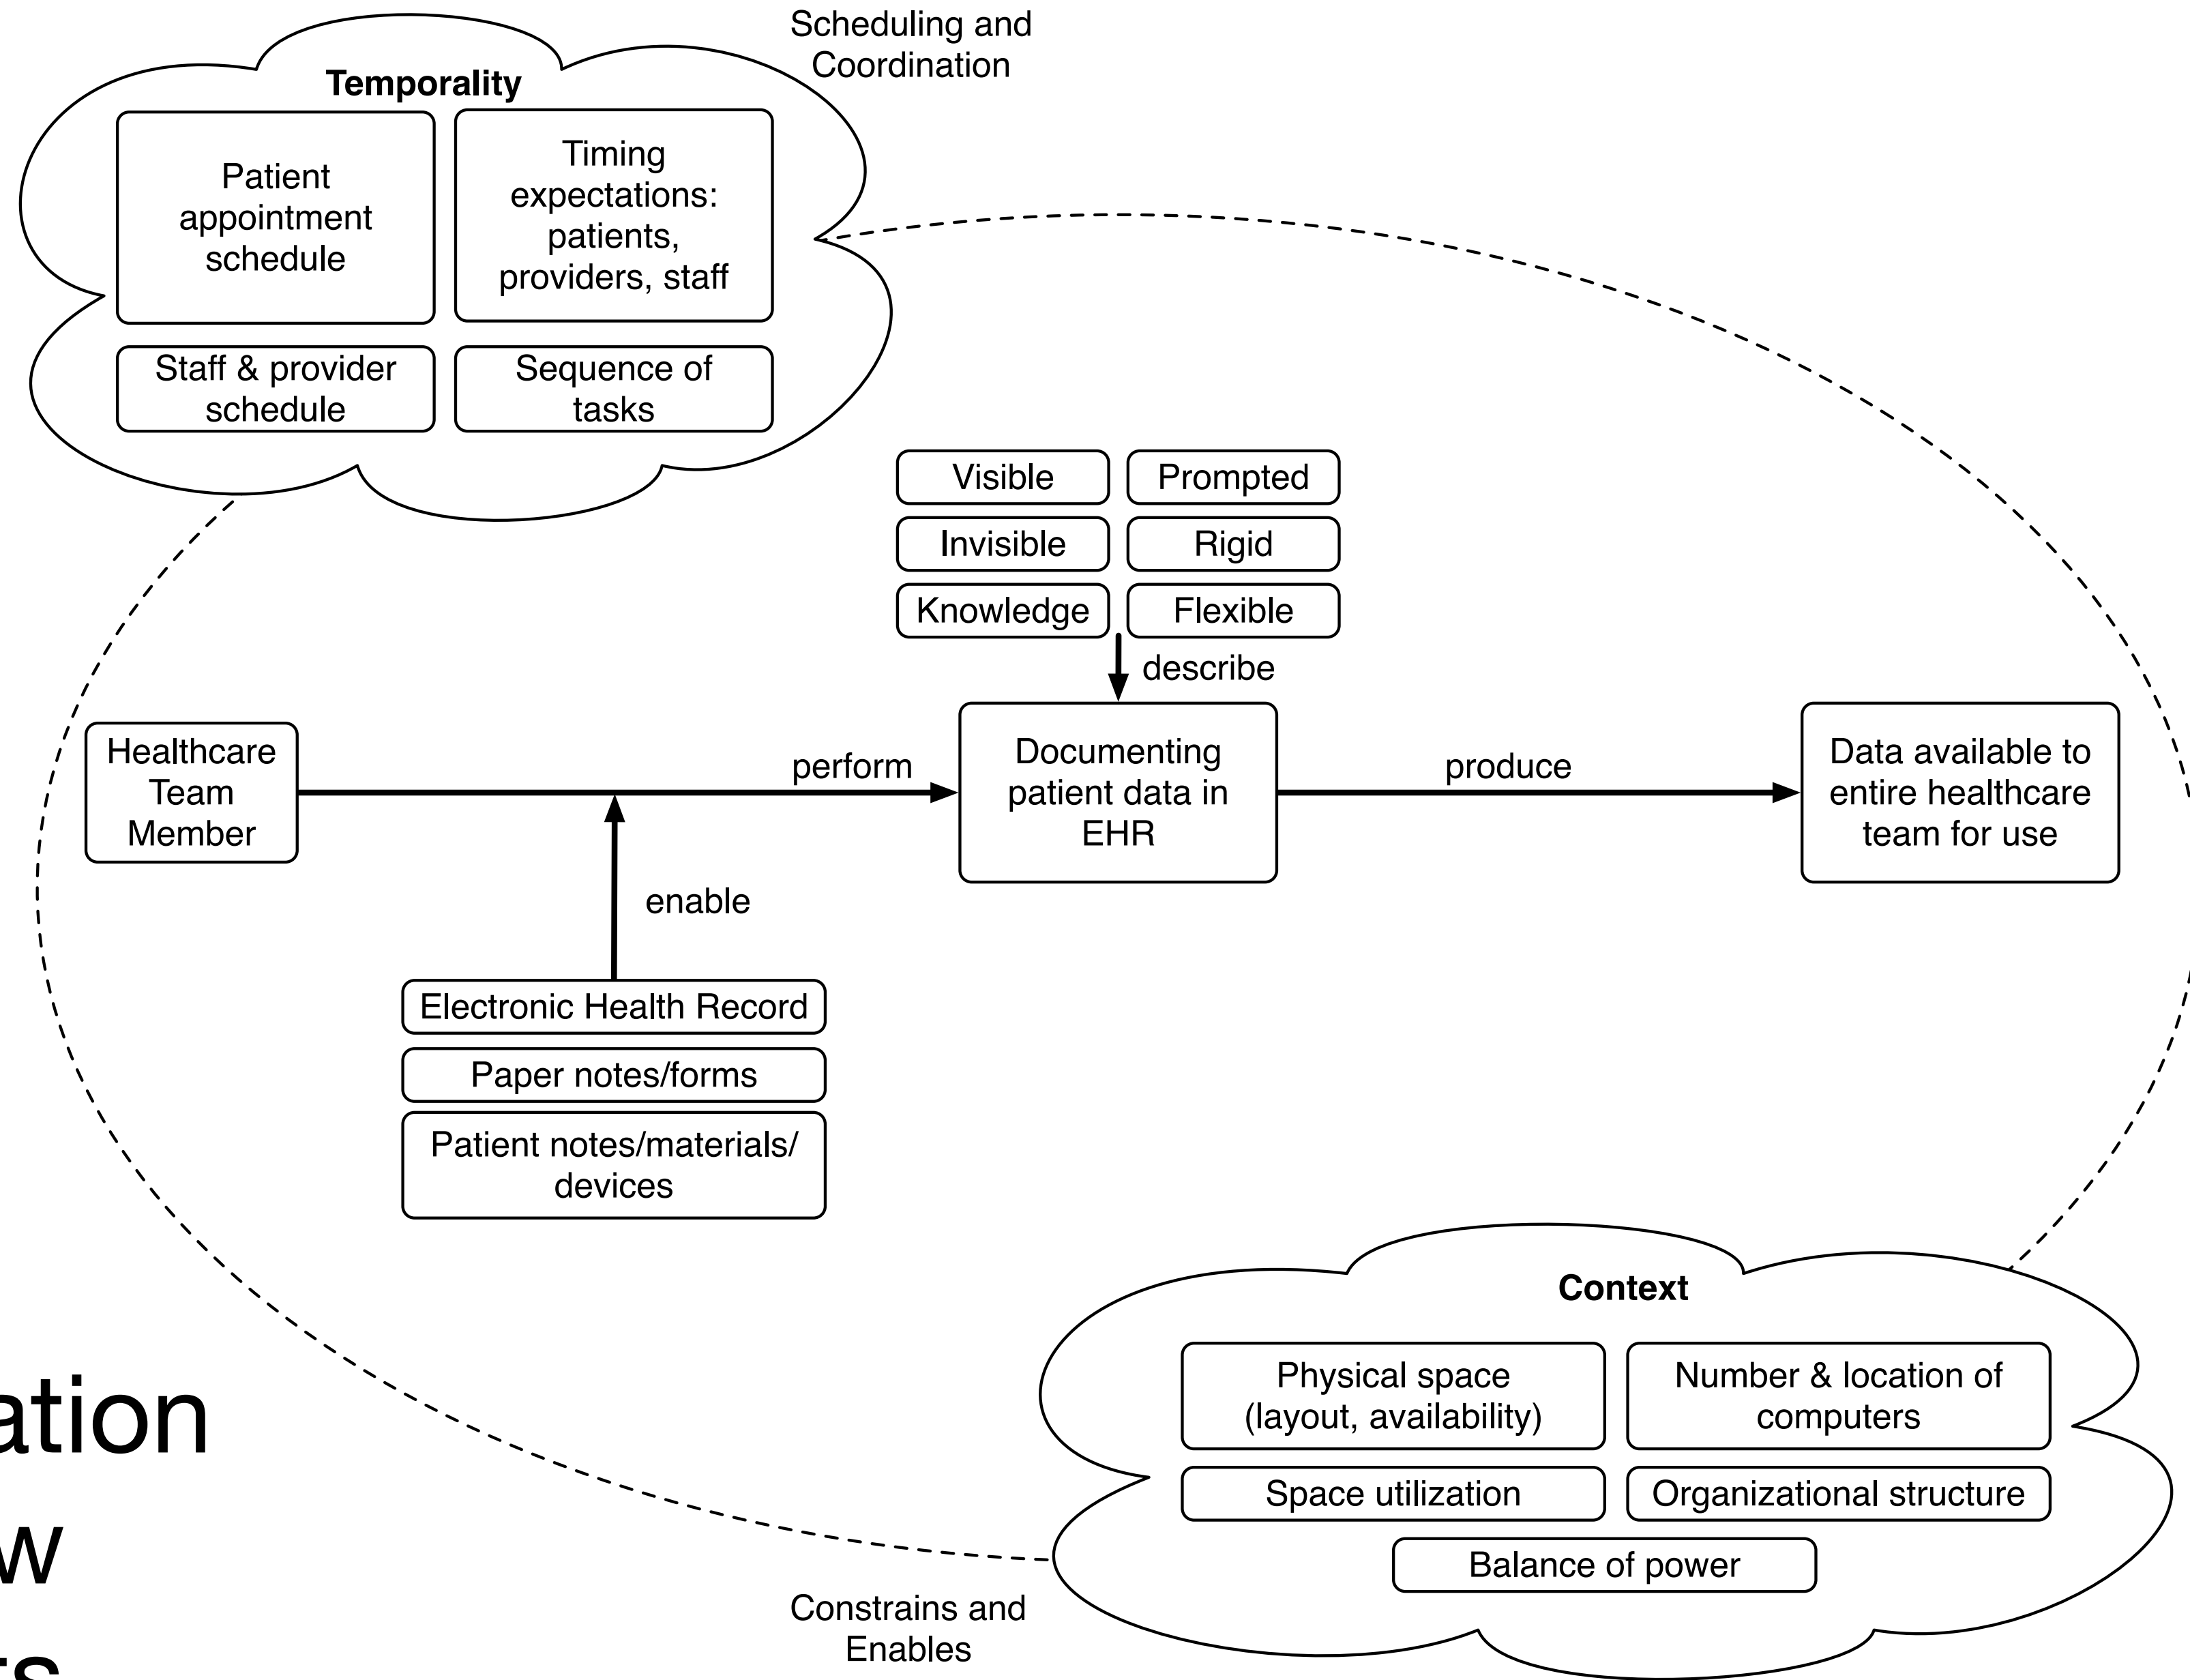 Scheduling and
Coordination
Temporality
Patient
appointment
schedule
Timing
expectations:
patients,
providers, staff
Staff & provider
schedule
Sequence of
tasks
Visible
Prompted
Invisible
Rigid
Knowledge
Flexible
describe
Healthcare
Team
Member
perform
Documenting
patient data in
EHR
produce
Data available to
entire healthcare
team for use
enable
Electronic Health Record
Paper notes/forms
Patient notes/materials/
devices
Context
Physical space
(layout, availability)
Number & location of
computers
Space utilization
Organizational structure
Balance of power
Constrains and
Enables
ation
w